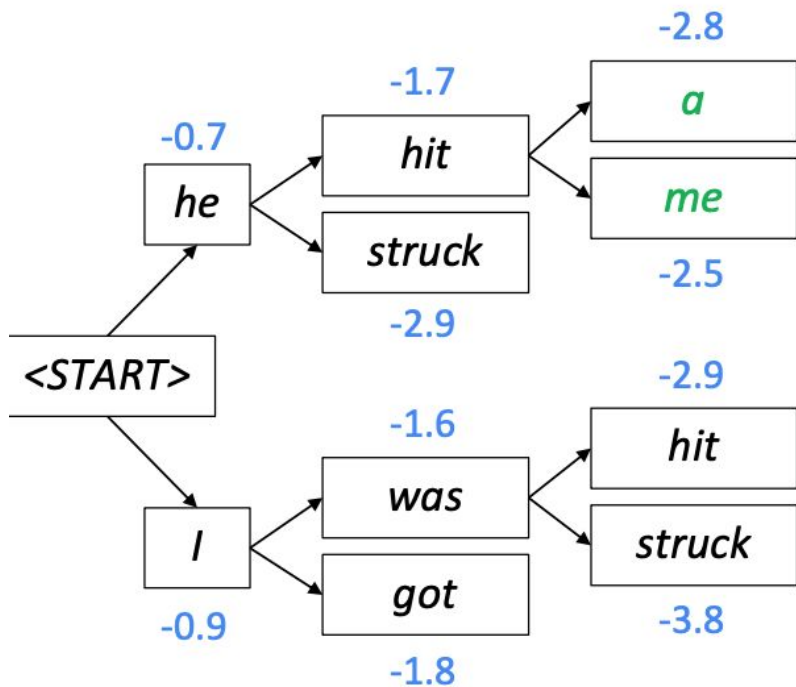 -2.8
-1.7
a
-0.7
hit
he
me
struck
-2.5
-2.9
<START>
-2.9
-1.6
hit
was
I
struck
got
-0.9
-3.8
-1.8